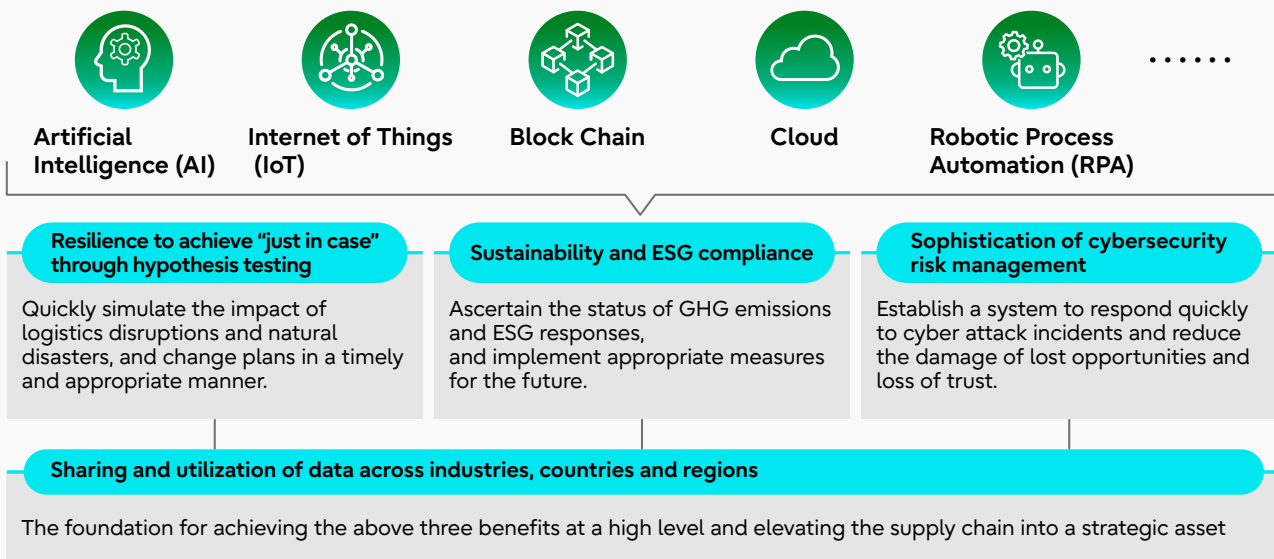 ......
Artificial
Intelligence (AI)
Internet of Things
(IoT)
Block Chain
Cloud
Robotic Process
Automation (RPA)
Resilience to achieve “just in case”
through hypothesis testing
Quickly simulate the impact of
logistics disruptions and natural
disasters, and change plans in a timely
and appropriate manner.
Sustainability and ESG compliance
Ascertain the status of GHG emissions
and ESG responses,
and implement appropriate measures
for the future.
Sophistication of cybersecurity
risk management
Establish a system to respond quickly
to cyber attack incidents and reduce
the damage of lost opportunities and
loss of trust.
Sharing and utilization of data across industries, countries and regions
The foundation for achieving the above three benefits at a high level and elevating the supply chain into a strategic asset